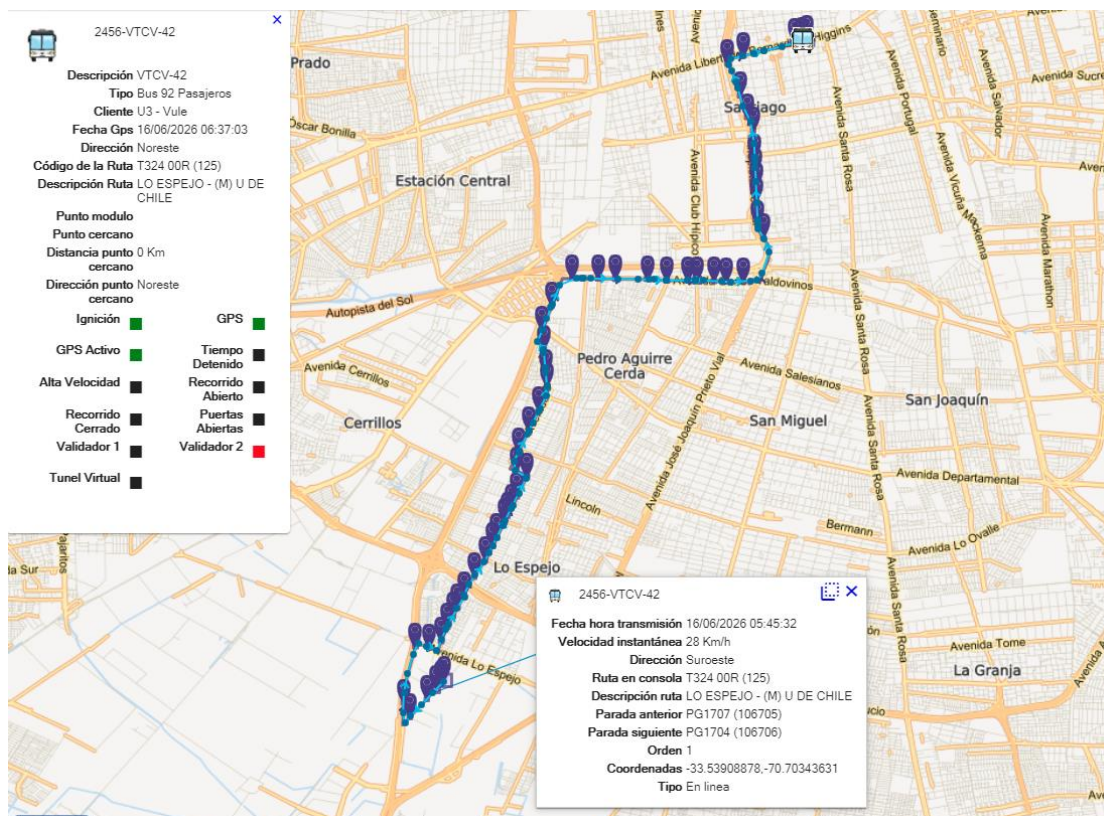 2456-VTCV-42
Descripción VTCV-42
Tipo Bus 92 Pasajeros
Cliente U3 - Vule
Fecha Gps 16/06/2026 06:37:03
Dirección Noreste
Código de la Ruta T324 00R (125)
Descripción Ruta LO ESPEJO - (M) U DE
CHILE
Punto modulo
Punto cercano
Distancia punto 0 Km
cercano
Dirección punto Noreste
cercano
Ignición GPS
GPS Activo Tiempo
Detenido
Alta Velocidad Recorrido
Abierto
Recorrido Puertas
Cerrado Abiertas
Validador 1 Validador 2
Tunel Virtual
Prado
Óscar Bonilla
Estación Central
Autopista del Sol
Avenida Cerrillos
Cerrillos
Avenida Club Hípico
Higgins
Avenida Portugal
Seminario
Avenida Salvador
Avenida Sucre
Avenida Santa Rosa
Avenida Vicuña Mackenna
Avenida Marathon
Pedro Aguirre
Cerda
Avenida Salesianos
Avenida José Joaquín Prieto Vial
San Miguel
San Joaquín
Avenida Santa Rosa
Avenida Departamental
Lincoln
Bermann
Avenida Lo Ovalle
Lo Espejo
Avenida Lo Espejo
Avenida Santa Rosa
Avenida Tome
La Granja
2456-VTCV-42
Fecha hora transmisión 16/06/2026 05:45:32
Velocidad instantánea 28 Km/h
Dirección Suroeste
Ruta en consola T324 00R (125)
Descripción ruta LO ESPEJO - (M) U DE CHILE
Parada anterior PG1707 (106705)
Parada siguiente PG1704 (106706)
Orden 1
Coordenadas -33.53908878,-70.70343631
Tipo En linea